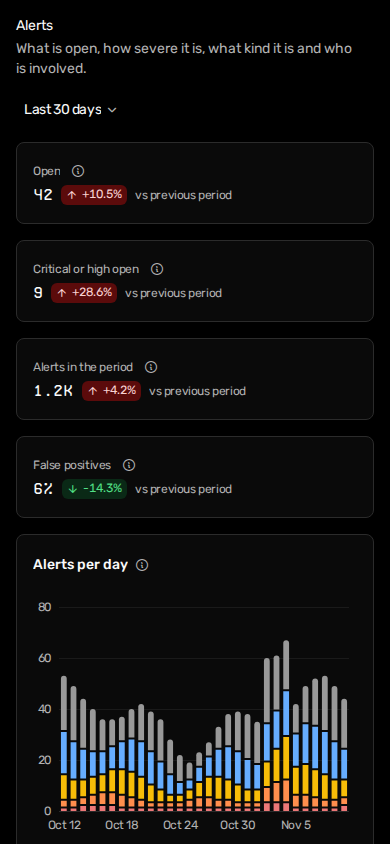 Alerts
What is open, how severe it is, what kind it is and who
is involved.
Last 30 days
Open
42 +10.5% vs previous period
Critical or high open
9 +28.6% vs previous period
Alerts in the period
1.2K +4.2% vs previous period
False positives
6% -14.3% vs previous period
Alerts per day
80
60
40
20
0
Oct 12 Oct 18 Oct 24 Oct 30 Nov 5